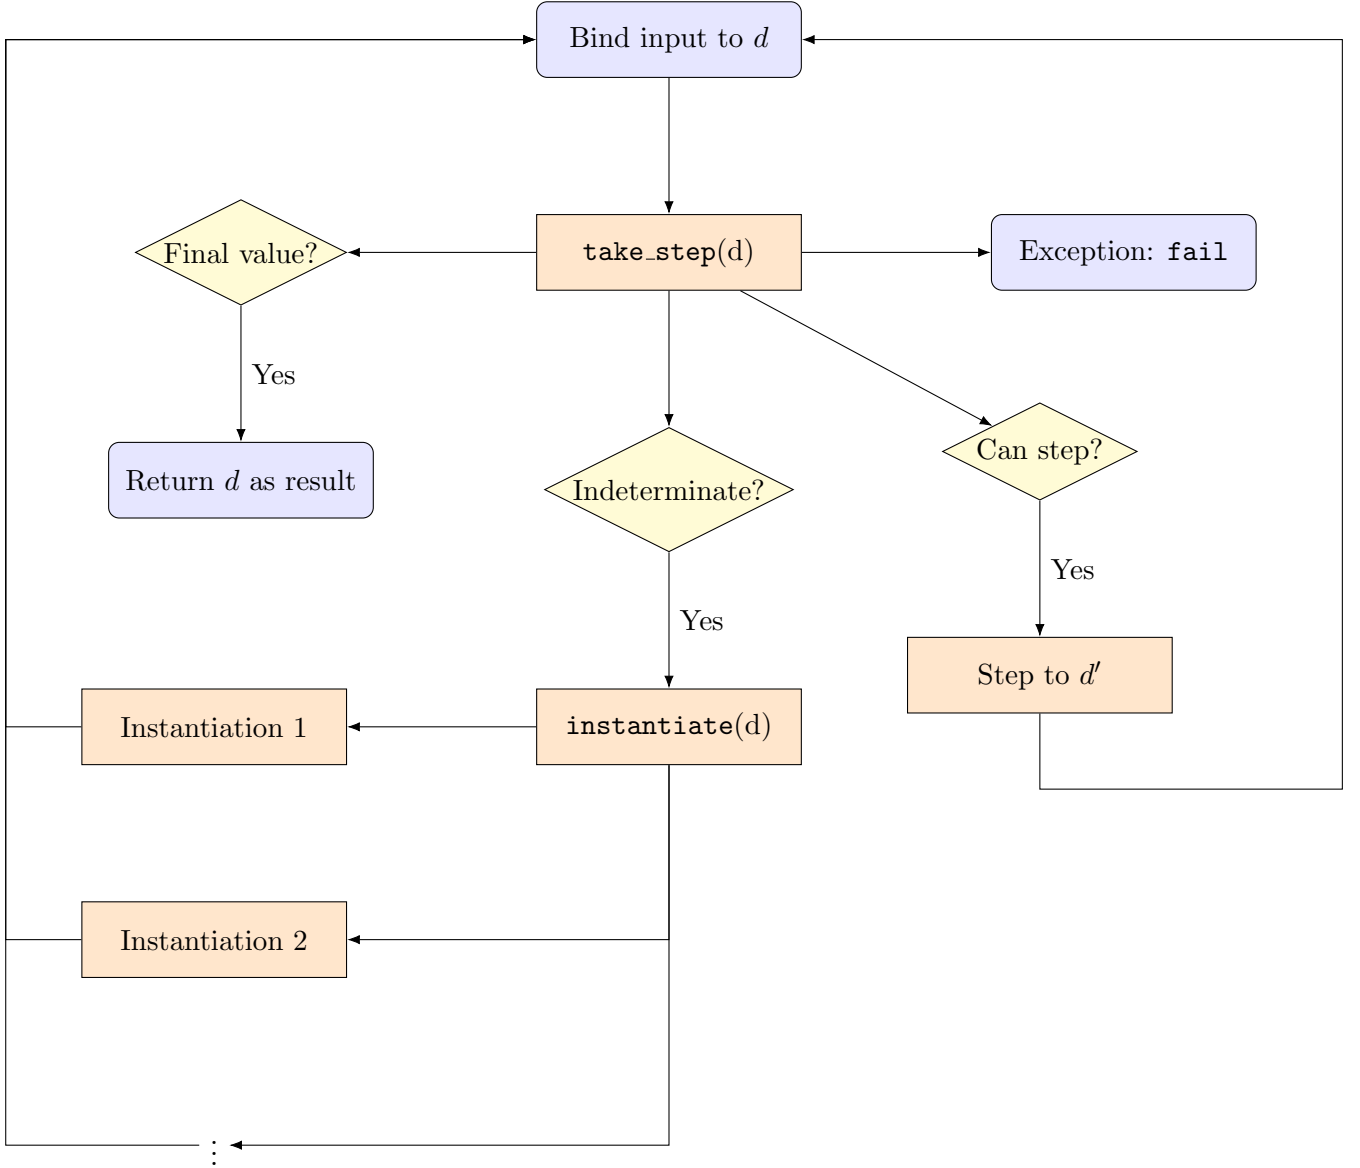 Bind input to d
Final value?
take_step(d)
Exception: fail
Yes
Can step?
Return d as result
Indeterminate?
Yes
Yes
Step to d′
Instantiation 1
instantiate(d)
Instantiation 2
⋮